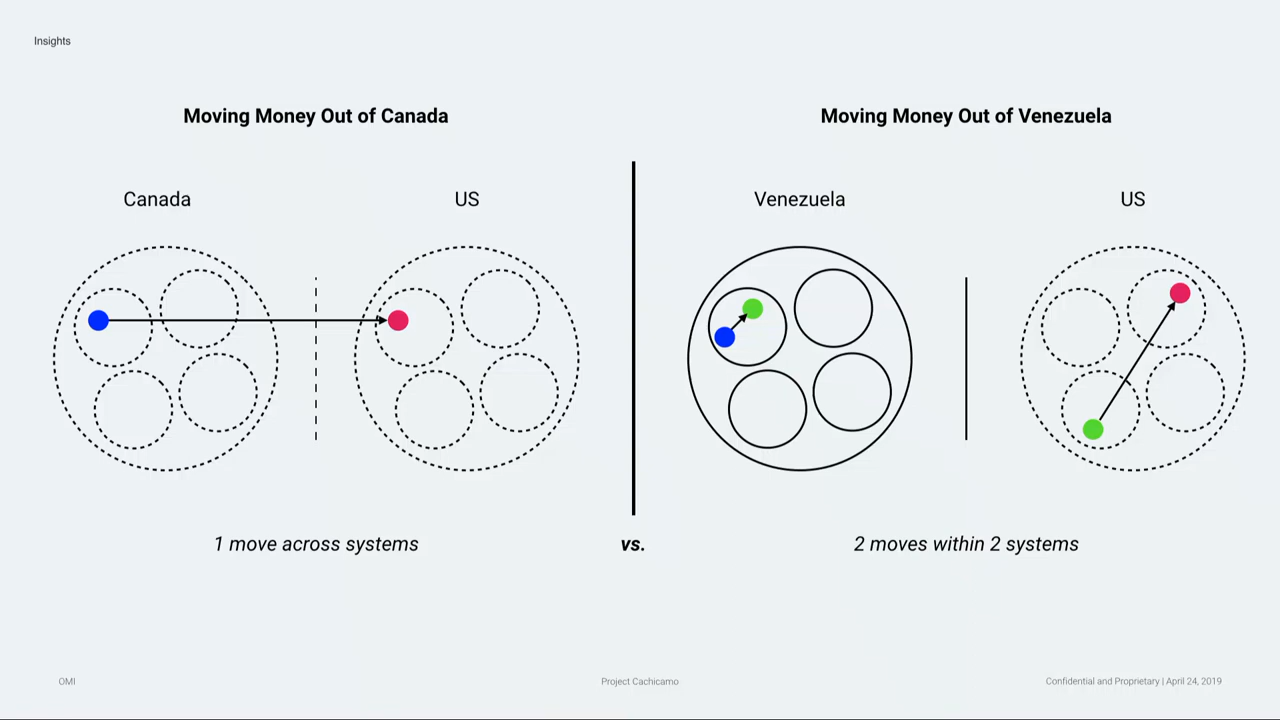 Insights
Moving Money Out of Canada
Moving Money Out of Venezuela
Canada
US
Venezuela
US
1 move across systems
vs.
2 moves within 2 systems
OMI
Project Cachicamo
Confidential and Proprietary | April 24, 2019